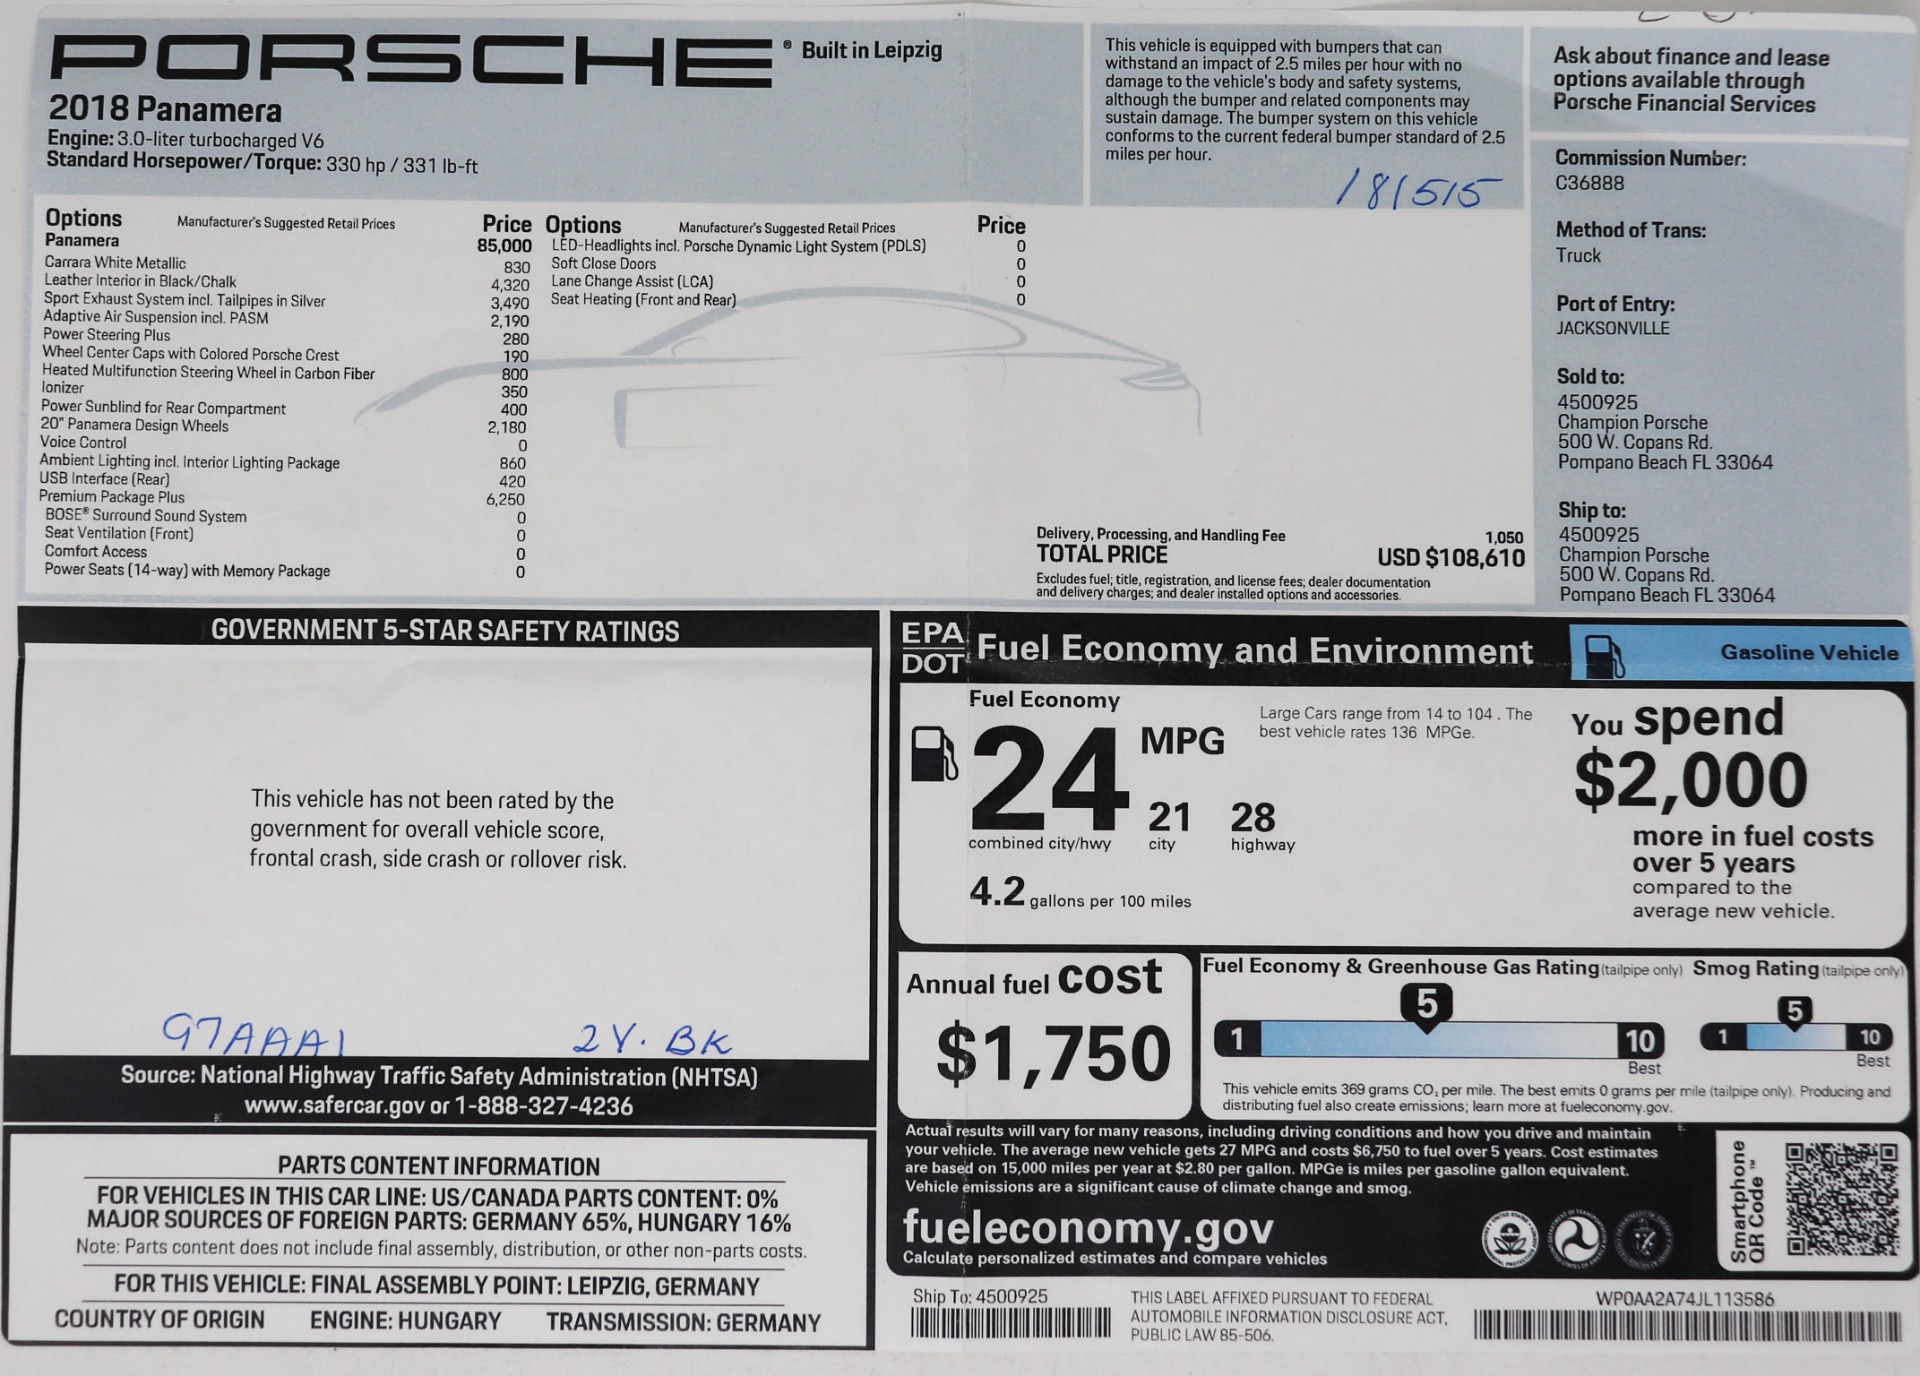 PORSCHE® Built in Leipzig
2018 Panamera
Engine: 3.0-liter turbocharged V6
Standard Horsepower/Torque: 330 hp / 331 lb-ft
This vehicle is equipped with bumpers that can
withstand an impact of 2.5 miles per hour with no
damage to the vehicle's body and safety systems,
although the bumper and related components may
sustain damage. The bumper system on this vehicle
conforms to the current federal bumper standard of 2.5
miles per hour.
181515
Ask about finance and lease
options available through
Porsche Financial Services
Commission Number:
C36888
Method of Trans:
Truck
Port of Entry:
JACKSONVILLE
Sold to:
4500925
Champion Porsche
500 W. Copans Rd.
Pompano Beach FL 33064
Ship to:
4500925
Champion Porsche
500 W. Copans Rd.
Pompano Beach FL 33064
Options Manufacturer's Suggested Retail Prices Price
Panamera 85,000
Carrara White Metallic 830
Leather Interior in Black/Chalk 4,320
Sport Exhaust System incl. Tailpipes in Silver 3,490
Adaptive Air Suspension incl. PASM 2,190
Power Steering Plus 280
Wheel Center Caps with Colored Porsche Crest 190
Heated Multifunction Steering Wheel in Carbon Fiber 800
Ionizer 350
Power Sunblind for Rear Compartment 400
20" Panamera Design Wheels 2,180
Voice Control 0
Ambient Lighting incl. Interior Lighting Package 860
USB Interface (Rear) 420
Premium Package Plus 6,250
BOSE® Surround Sound System 0
Seat Ventilation (Front) 0
Comfort Access 0
Power Seats (14-way) with Memory Package 0
Options Manufacturer's Suggested Retail Prices Price
LED-Headlights incl. Porsche Dynamic Light System (PDLS) 0
Soft Close Doors 0
Lane Change Assist (LCA) 0
Seat Heating (Front and Rear) 0
Delivery, Processing, and Handling Fee 1,050
TOTAL PRICE USD $108,610
Excludes fuel; title, registration, and license fees; dealer documentation
and delivery charges; and dealer installed options and accessories.
GOVERNMENT 5-STAR SAFETY RATINGS
This vehicle has not been rated by the
government for overall vehicle score,
frontal crash, side crash or rollover risk.
97AAA1 2Y. BK
Source: National Highway Traffic Safety Administration (NHTSA)
www.safercar.gov or 1-888-327-4236
PARTS CONTENT INFORMATION
FOR VEHICLES IN THIS CAR LINE: US/CANADA PARTS CONTENT: 0%
MAJOR SOURCES OF FOREIGN PARTS: GERMANY 65%, HUNGARY 16%
Note: Parts content does not include final assembly, distribution, or other non-parts costs.
FOR THIS VEHICLE: FINAL ASSEMBLY POINT: LEIPZIG, GERMANY
COUNTRY OF ORIGIN ENGINE: HUNGARY TRANSMISSION: GERMANY
EPA
DOT
Fuel Economy and Environment
Gasoline Vehicle
Fuel Economy
24 MPG
combined city/hwy
21
city
28
highway
4.2 gallons per 100 miles
Large Cars range from 14 to 104 . The
best vehicle rates 136 MPGe.
You spend
$2,000
more in fuel costs
over 5 years
compared to the
average new vehicle.
Annual fuel cost
$1,750
Fuel Economy & Greenhouse Gas Rating (tailpipe only)
5
1 10
Best
Smog Rating (tailpipe only)
5
1 10
Best
This vehicle emits 369 grams CO₂ per mile. The best emits 0 grams per mile (tailpipe only). Producing and
distributing fuel also create emissions; learn more at fueleconomy.gov.
Actual results will vary for many reasons, including driving conditions and how you drive and maintain
your vehicle. The average new vehicle gets 27 MPG and costs $6,750 to fuel over 5 years. Cost estimates
are based on 15,000 miles per year at $2.80 per gallon. MPGe is miles per gasoline gallon equivalent.
Vehicle emissions are a significant cause of climate change and smog.
fueleconomy.gov
Calculate personalized estimates and compare vehicles
Smartphone
QR Code™
Ship To: 4500925
THIS LABEL AFFIXED PURSUANT TO FEDERAL
AUTOMOBILE INFORMATION DISCLOSURE ACT,
PUBLIC LAW 85-506.
WP0AA2A74JL113586